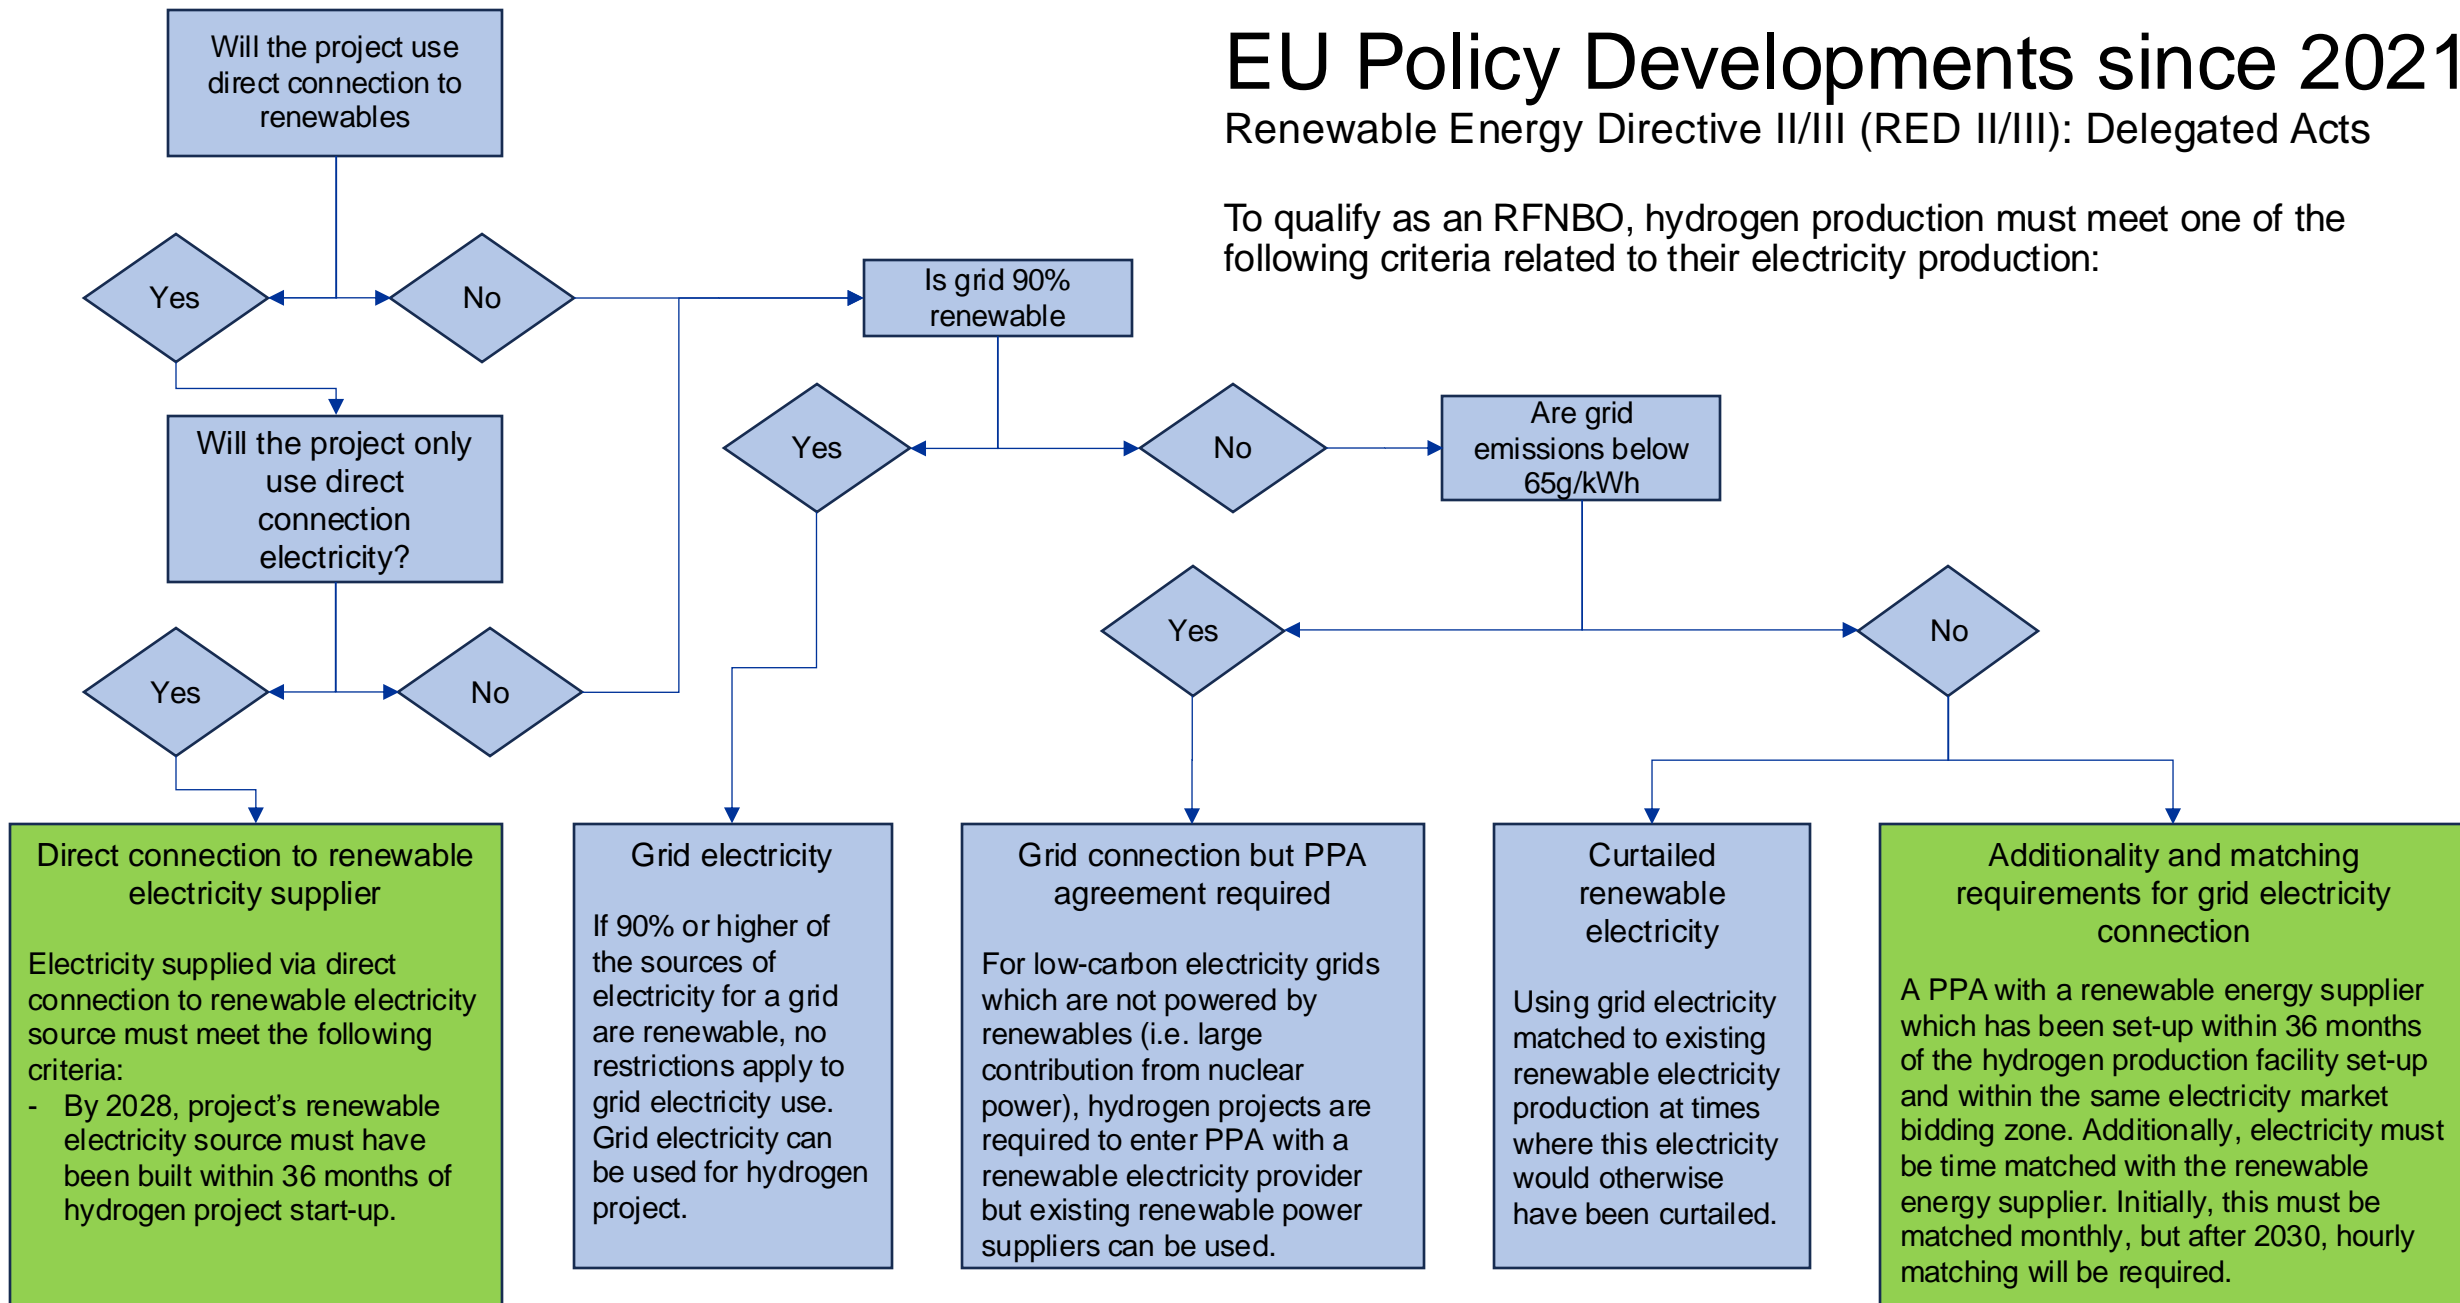 EU Policy Developments since 2021
Renewable Energy Directive II/III (RED II/III): Delegated Acts
To qualify as an RFNBO, hydrogen production must meet one of the
following criteria related to their electricity production:
Will the project use
direct connection to
renewables
Yes
No
Is grid 90%
renewable
Will the project only
use direct
connection
electricity?
Yes
No
Are grid
emissions below
65g/kWh
Yes
No
Yes
No
Direct connection to renewable
electricity supplier
Electricity supplied via direct
connection to renewable electricity
source must meet the following
criteria:
- By 2028, project's renewable
electricity source must have
been built within 36 months of
hydrogen project start-up.
Grid electricity
If 90% or higher of
the sources of
electricity for a grid
are renewable, no
restrictions apply to
grid electricity use.
Grid electricity can
be used for hydrogen
project.
Grid connection but PPA
agreement required
For low-carbon electricity grids
which are not powered by
renewables (i.e. large
contribution from nuclear
power), hydrogen projects are
required to enter PPA with a
renewable electricity provider
but existing renewable power
suppliers can be used.
Curtailed
renewable
electricity
Using grid electricity
matched to existing
renewable electricity
production at times
where this electricity
would otherwise
have been curtailed.
Additionality and matching
requirements for grid electricity
connection
A PPA with a renewable energy supplier
which has been set-up within 36 months
of the hydrogen production facility set-up
and within the same electricity market
bidding zone. Additionally, electricity must
be time matched with the renewable
energy supplier. Initially, this must be
matched monthly, but after 2030, hourly
matching will be required.